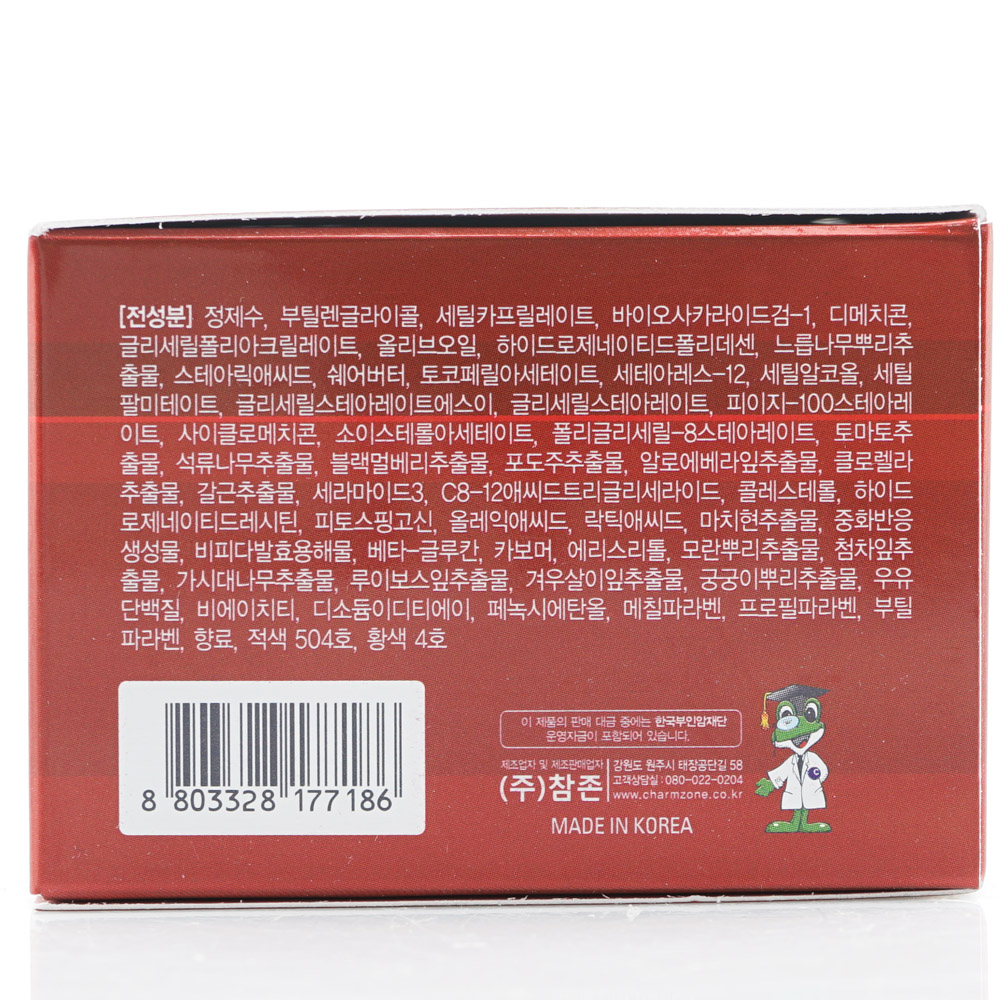 [전성분] 정제수, 부틸렌글라이콜, 세틸카프릴레이트, 바이오사카라이드검-1, 디메치콘,
글리세릴폴리아크릴레이트, 올리브오일, 하이드로제네이티드폴리데센, 느릅나무뿌리추
출물, 스테아릭애씨드, 쉐어버터, 토코페릴아세테이트, 세테아레스-12, 세틸알코올, 세틸
팔미테이트, 글리세릴스테아레이트에스이, 글리세릴스테아레이트, 피이지-100스테아레
이트, 사이클로메치콘, 소이스테롤아세테이트, 폴리글리세릴-8스테아레이트, 토마토추
출물, 석류나무추출물, 블랙멀베리추출물, 포도주추출물, 알로에베라잎추출물, 클로렐라
추출물, 갈근추출물, 세라마이드3, C8-12애씨드트리글리세라이드, 콜레스테롤, 하이드
로제네이티드레시틴, 피토스핑고신, 올레익애씨드, 락틱애씨드, 마치현추출물, 중화반응
생성물, 비피다발효용해물, 베타-글루칸, 카보머, 에리스리톨, 모란뿌리추출물, 첨차잎추
출물, 가시대나무추출물, 루이보스잎추출물, 겨우살이잎추출물, 궁궁이뿌리추출물, 우유
단백질, 비에이치티, 디소듐이디티에이, 페녹시에탄올, 메칠파라벤, 프로필파라벤, 부틸
파라벤, 향료, 적색 504호, 황색 4호
8 803328 177186
이 제품의 판매 대금 중에는 한국부인암재단
운영자금이 포함되어 있습니다.
제조업자 및 제조판매업자
(주)참존
강원도 원주시 태장공단길 58
고객상담실 : 080-022-0204
www.charmzone.co.kr
MADE IN KOREA